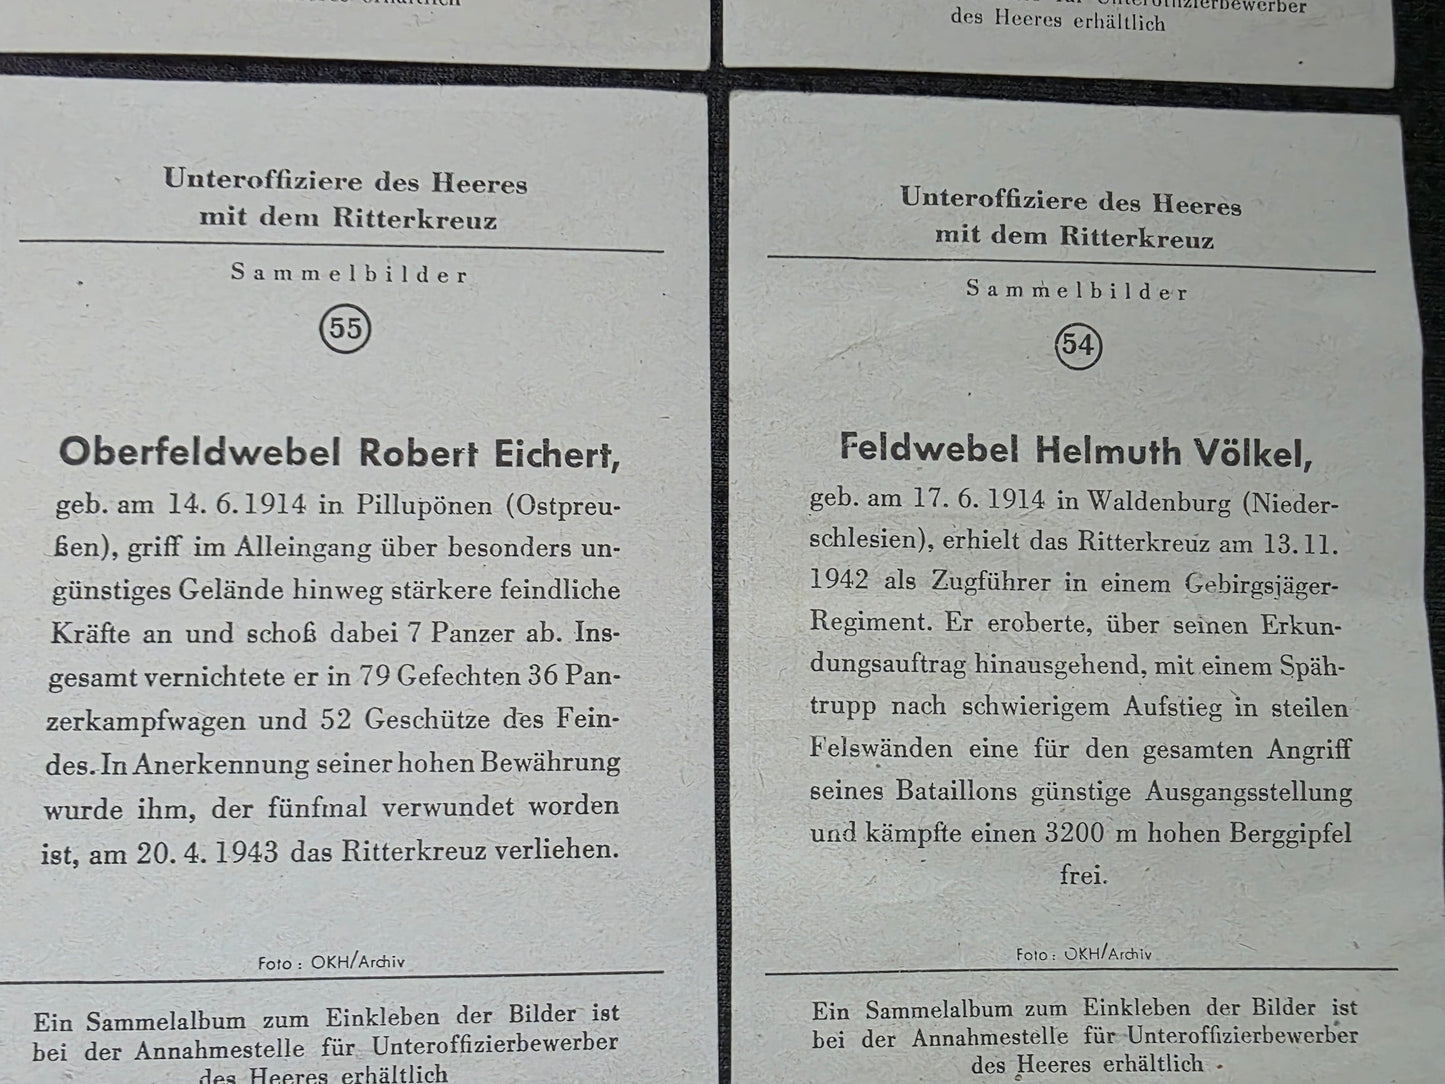 erhältlich
Unteroffizierbewerber
des Heeres erhältlich
Unteroffiziere des Heeres
mit dem Ritterkreuz
Sammelbilder
55
Oberfeldwebel Robert Eichert,
geb. am 14. 6. 1914 in Pillupönen (Ostpreu-
ßen), griff im Alleingang über besonders un-
günstiges Gelände hinweg stärkere feindliche
Kräfte an und schoß dabei 7 Panzer ab. Ins-
gesamt vernichtete er in 79 Gefechten 36 Pan-
zerkampfwagen und 52 Geschütze des Fein-
des. In Anerkennung seiner hohen Bewährung
wurde ihm, der fünfmal verwundet worden
ist, am 20. 4. 1943 das Ritterkreuz verliehen.
Foto: OKH/Archiv
Ein Sammelalbum zum Einkleben der Bilder ist
bei der Annahmestelle für Unteroffizierbewerber
des Heeres erhältlich
Unteroffiziere des Heeres
mit dem Ritterkreuz
Sammelbilder
54
Feldwebel Helmuth Völkel,
geb. am 17. 6. 1914 in Waldenburg (Nieder-
schlesien), erhielt das Ritterkreuz am 13. 11.
1942 als Zugführer in einem Gebirgsjäger-
Regiment. Er eroberte, über seinen Erkun-
dungsauftrag hinausgehend, mit einem Späh-
trupp nach schwierigem Aufstieg in steilen
Felswänden eine für den gesamten Angriff
seines Bataillons günstige Ausgangsstellung
und kämpfte einen 3200 m hohen Berggipfel
frei.
Foto: OKH/Archiv
Ein Sammelalbum zum Einkleben der Bilder ist
bei der Annahmestelle für Unteroffizierbewerber
des Heeres erhältlich